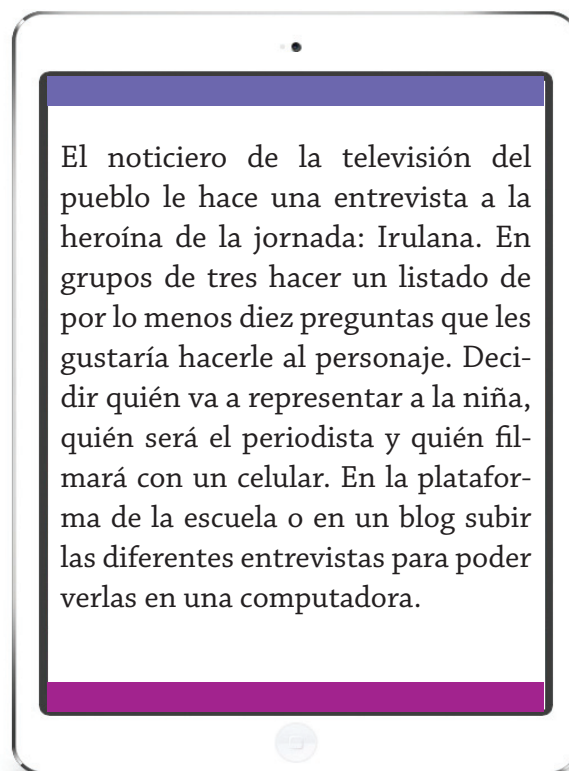 El noticiero de la televisión del
pueblo le hace una entrevista a la
heroína de la jornada: Irulana. En
grupos de tres hacer un listado de
por lo menos diez preguntas que les
gustaría hacerle al personaje. Deci-
dir quién va a representar a la niña,
quién será el periodista y quién fil-
mará con un celular. En la platafor-
ma de la escuela o en un blog subir
las diferentes entrevistas para poder
verlas en una computadora.